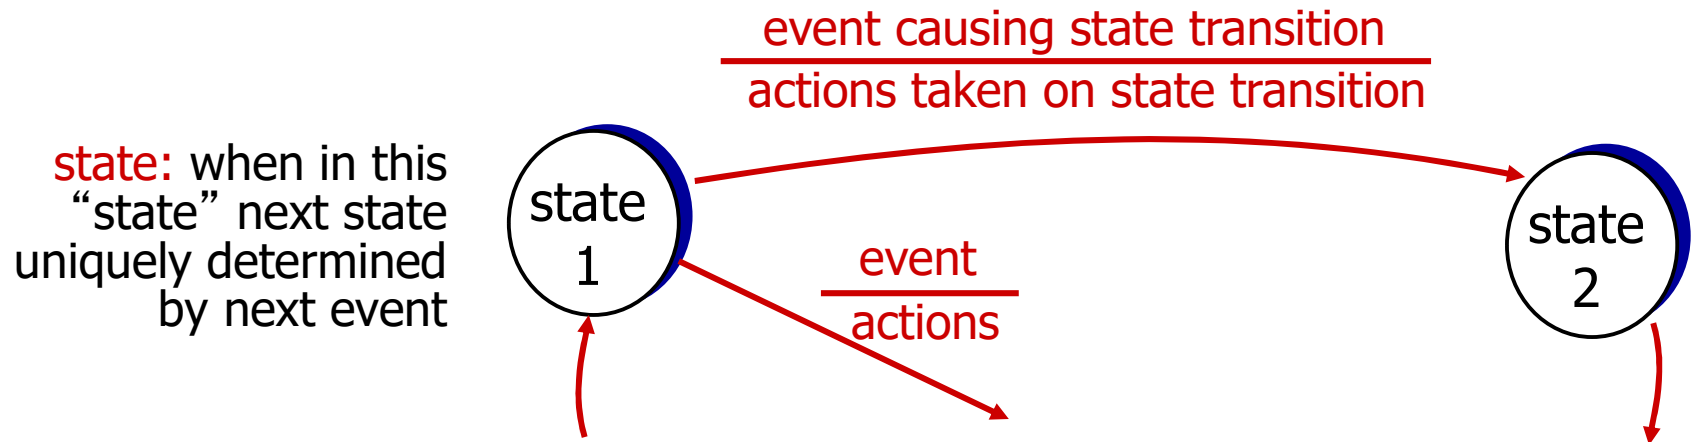 event causing state transition
actions taken on state transition
state: when in this
“state” next state
uniquely determined
by next event
state
1
event
actions
state
2